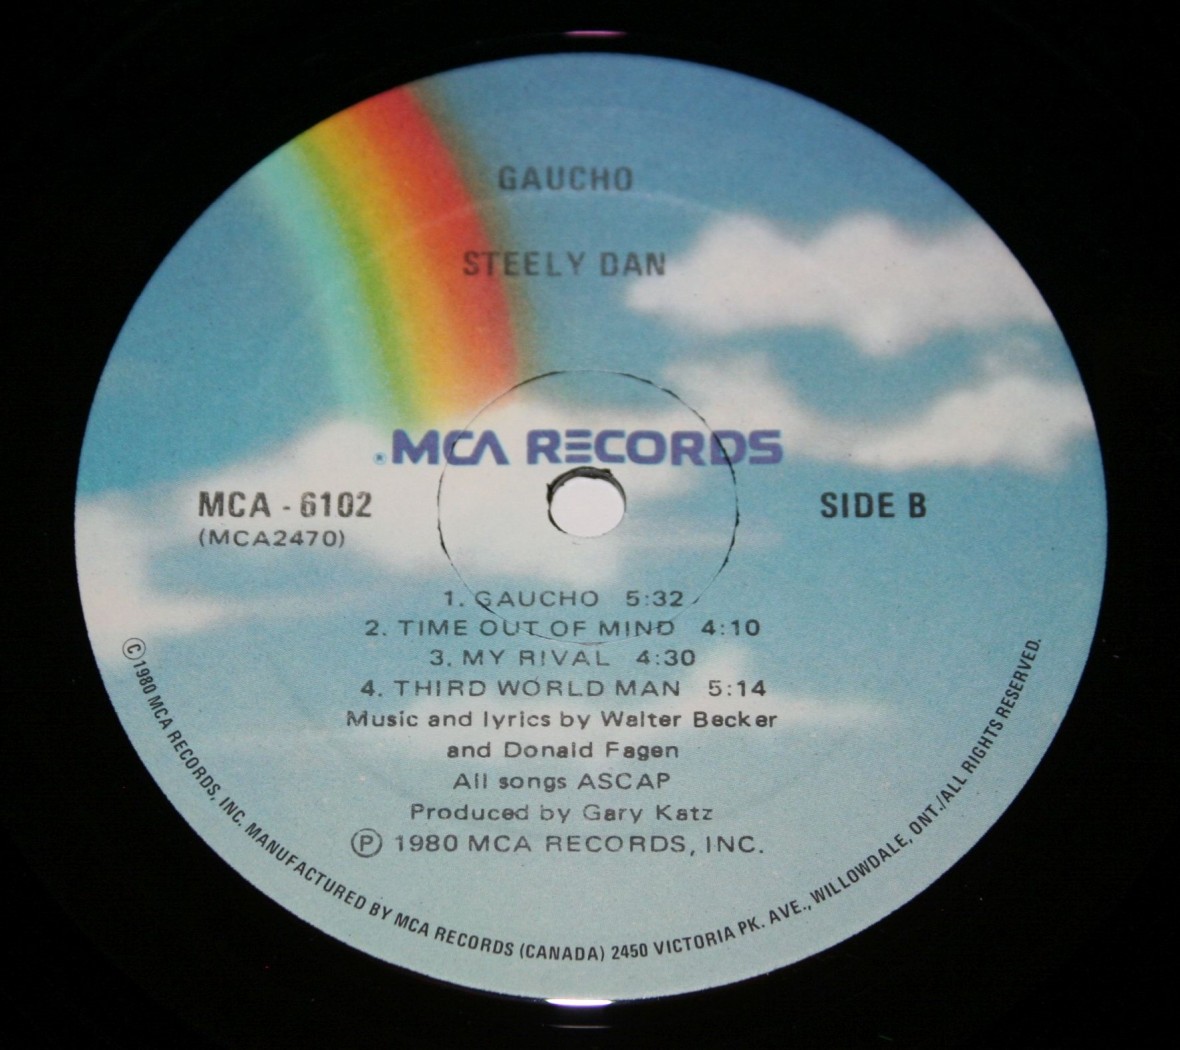 GAUCHO
STEELY DAN
® MCA RECORDS
MCA - 6102
(MCA2470)
SIDE B
1. GAUCHO 5:32
2. TIME OUT OF MIND 4:10
3. MY RIVAL 4:30
4. THIRD WORLD MAN 5:14
Music and lyrics by Walter Becker
and Donald Fagen
All songs ASCAP
Produced by Gary Katz
Ⓟ 1980 MCA RECORDS, INC.
© 1980 MCA RECORDS, INC. MANUFACTURED BY MCA RECORDS (CANADA) 2450 VICTORIA PK. AVE., WILLOWDALE, ONT./ALL RIGHTS RESERVED.